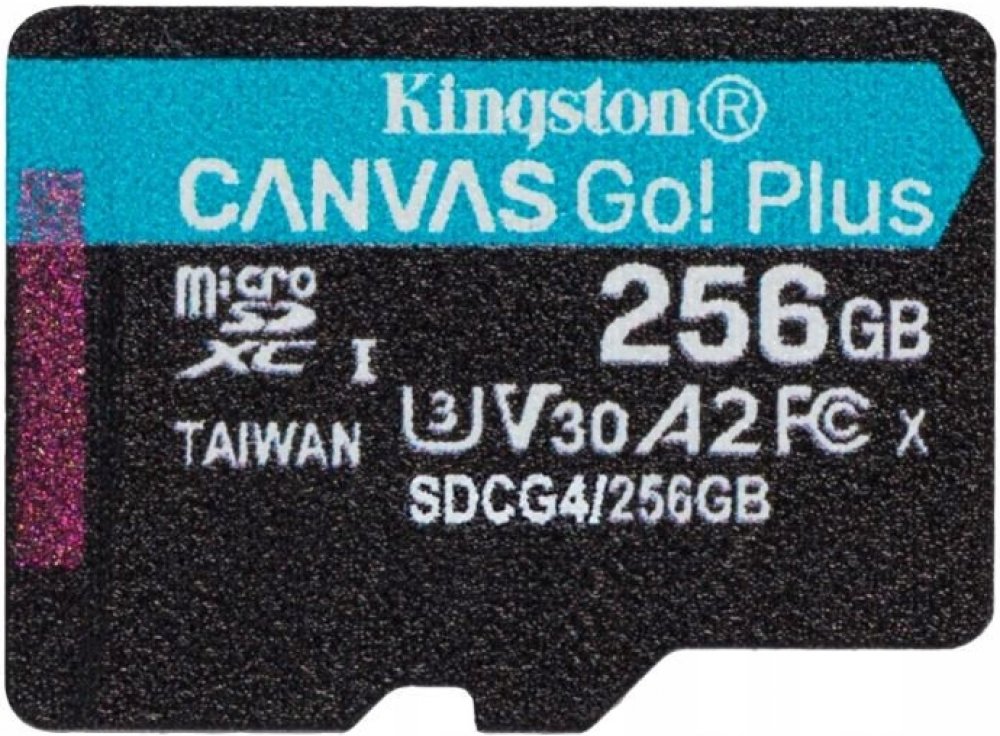 Kingston®
CANVAS Go! Plus
micro
SD
XC I
256GB
U3 V30 A2 FC X
TAIWAN
SDCG4/256GB